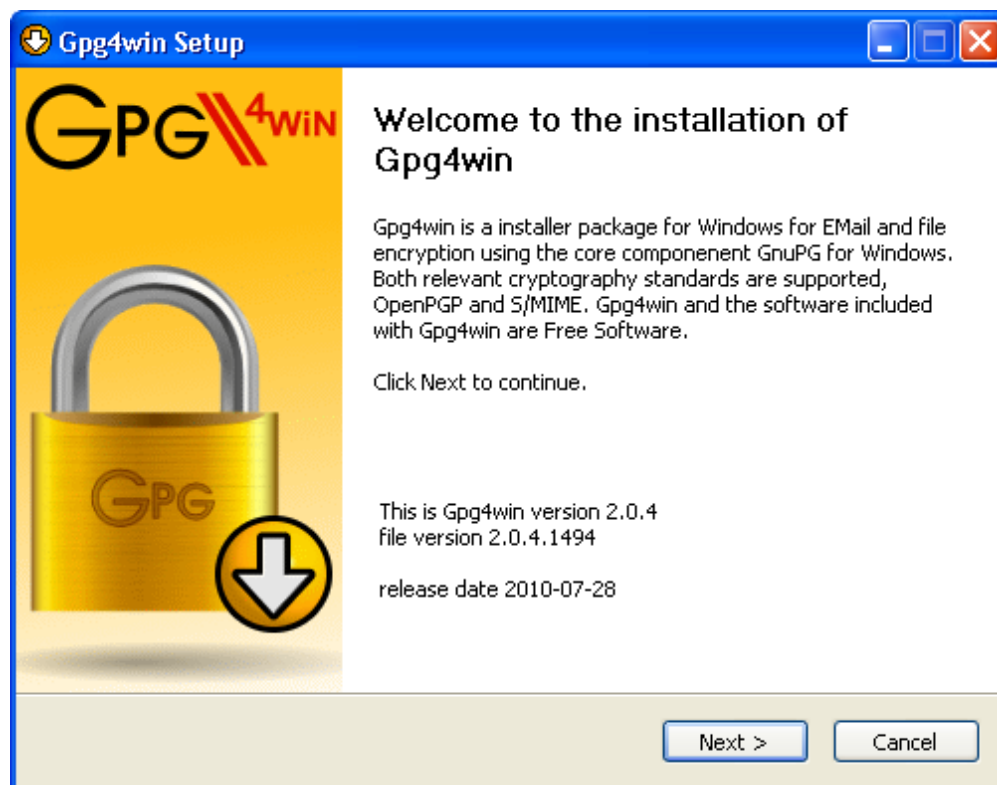 Gpg4win Setup
GPG4WiN
Welcome to the installation of
Gpg4win
Gpg4win is a installer package for Windows for EMail and file
encryption using the core componenent GnuPG for Windows.
Both relevant cryptography standards are supported,
OpenPGP and S/MIME. Gpg4win and the software included
with Gpg4win are Free Software.
Click Next to continue.
GPG
This is Gpg4win version 2.0.4
file version 2.0.4.1494
release date 2010-07-28
Next >
Cancel